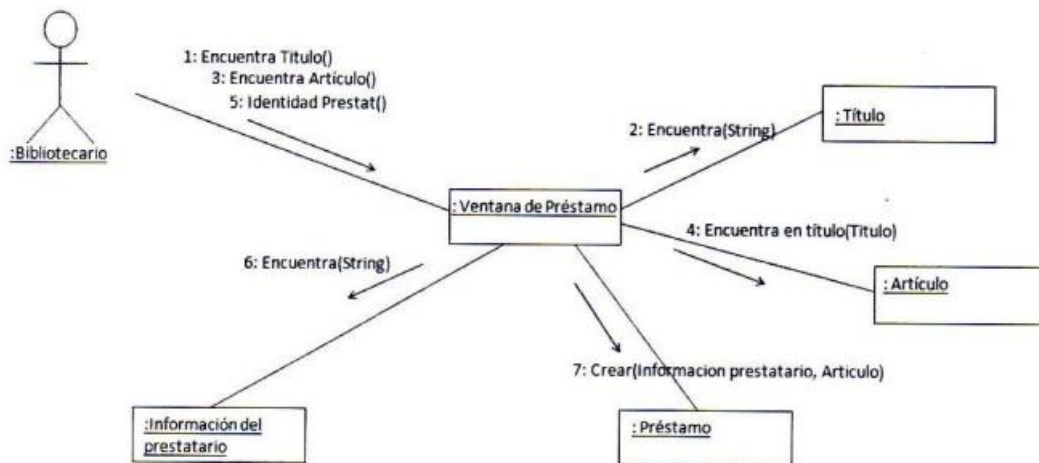 1: Encuentra Titulo()
3: Encuentra Artículo()
5: Identidad Prestat()
:Bibliotecario
2: Encuentra(String)
: Título
: Ventana de Préstamo
4: Encuentra en título(Titulo)
6: Encuentra(String)
: Artículo
7: Crear(Informacion prestatario, Articulo)
:Información del
prestatario
: Préstamo